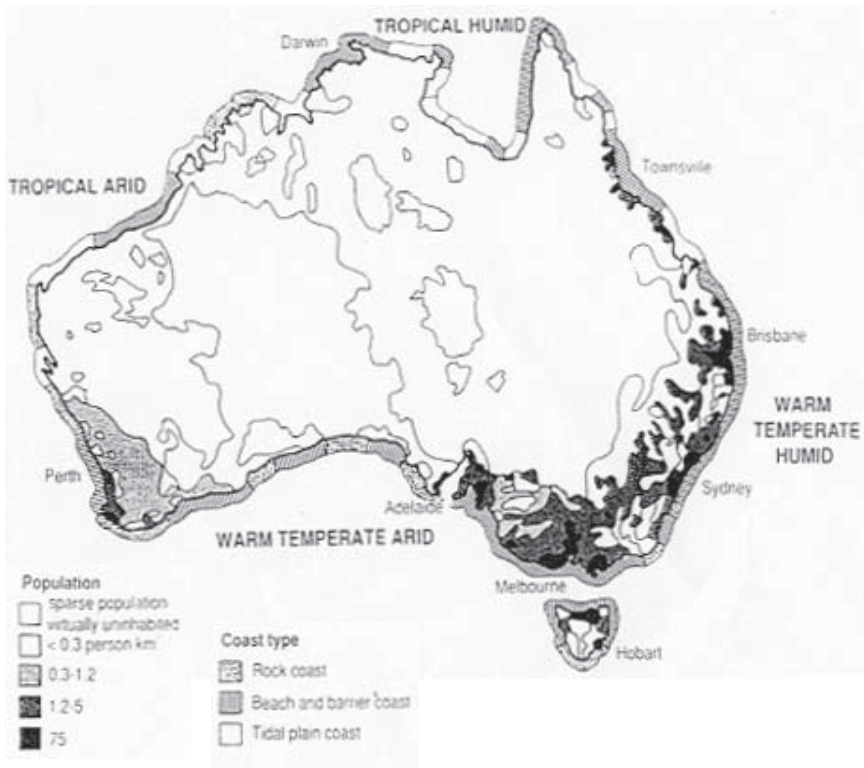 TROPICAL HUMID
Darwin
Townsville
TROPICAL ARID
Brisbane
WARM
TEMPERATE
HUMID
Perth
Sydney
Adelaide
WARM TEMPERATE ARID
Melbourne
Hobart
Population
sparse population
virtually uninhabited
< 0.3 person km
0.3-1.2
1.2-5
75
Coast type
Rock coast
Beach and barrier coast
Tidal plain coast